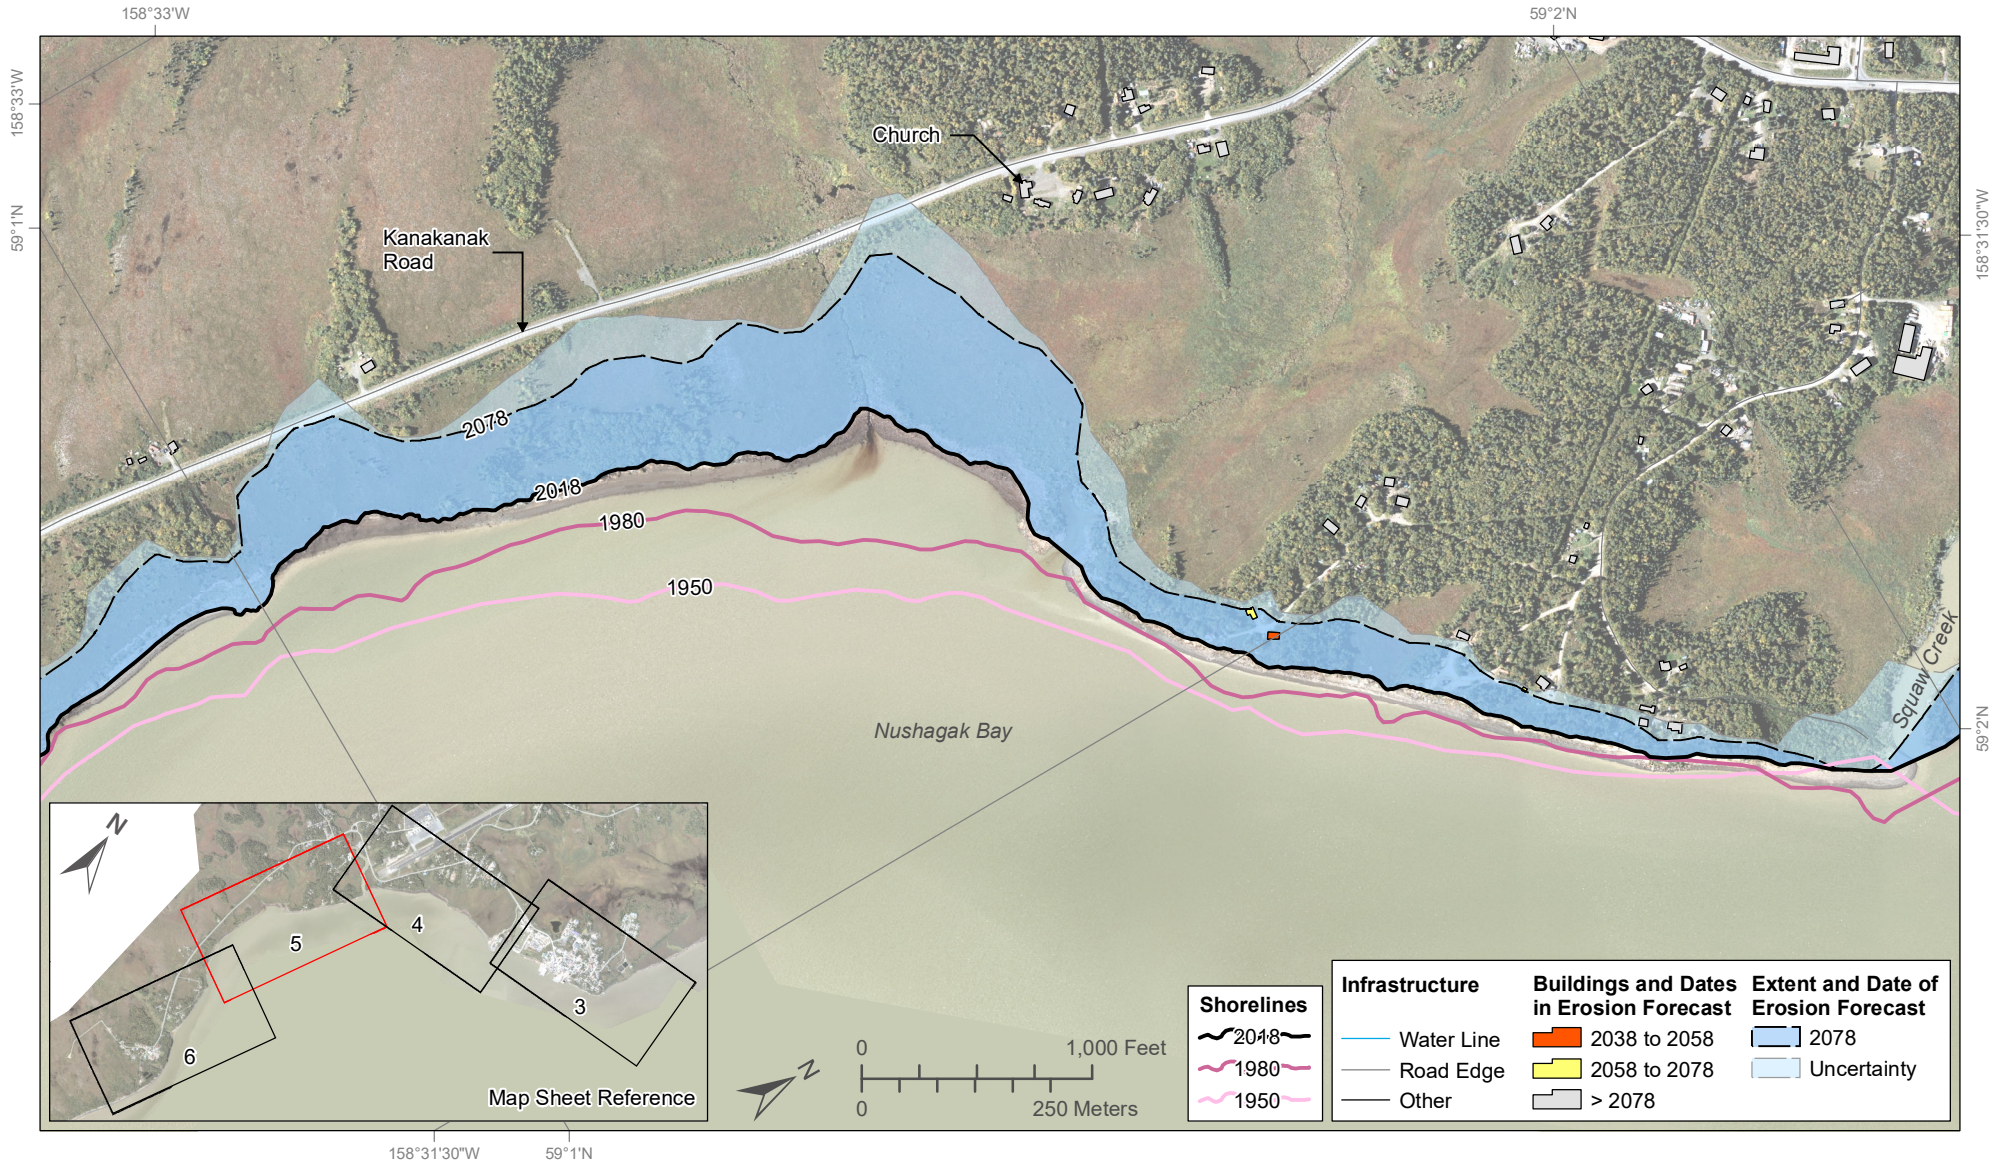 158°33'W
59°2'N
158°33'W
59°1'N
158°31'30"W
59°2'N
Church
Kanakanak
Road
2078
2018
1980
1950
Nushagak Bay
Squaw Creek
N
5
4
3
6
Map Sheet Reference
N
0
1,000 Feet
0
250 Meters
Shorelines
2018
1980
1950
Infrastructure
Water Line
Road Edge
Other
Buildings and Dates
in Erosion Forecast
2038 to 2058
2058 to 2078
> 2078
Extent and Date of
Erosion Forecast
2078
Uncertainty
158°31'30"W
59°1'N